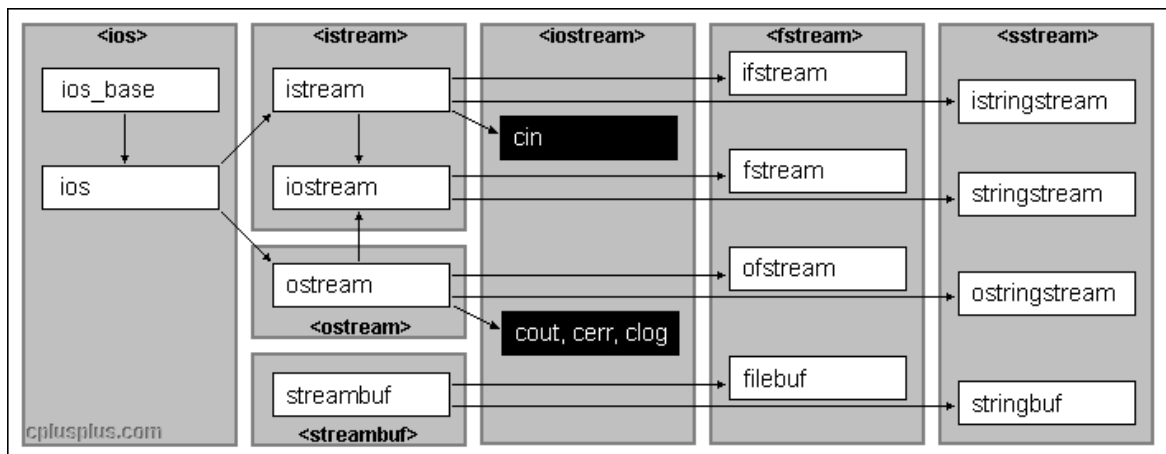 <ios>
ios_base
ios
cplusplus.com
<istream>
istream
iostream
ostream
<ostream>
streambuf
<streambuf>
<iostream>
cin
cout, cerr, clog
<fstream>
ifstream
fstream
ofstream
filebuf
<sstream>
istringstream
stringstream
ostringstream
stringbuf